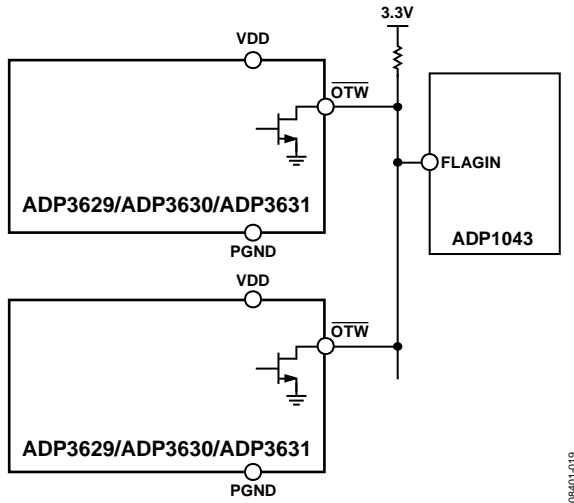 3.3V
VDD
OTW
FLAGIN
ADP3629/ADP3630/ADP3631
ADP1043
PGND
VDD
OTW
ADP3629/ADP3630/ADP3631
PGND
08401-019